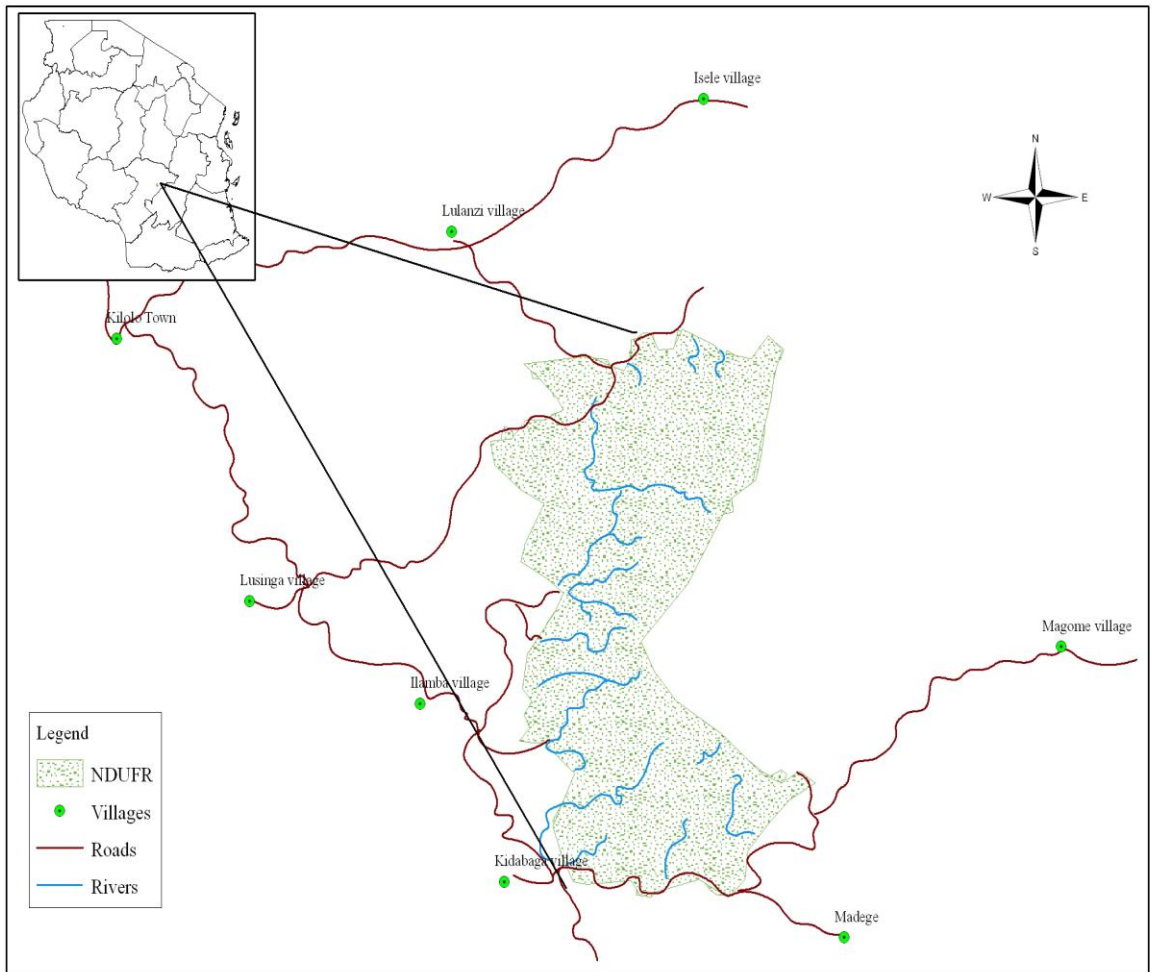 Isele village
N
W
E
S
Lulanzi village
Kilolo Town
Lusinga village
Magome village
Ilamba village
Legend
NDUFR
Villages
Roads
Rivers
Kidabaga village
Madege